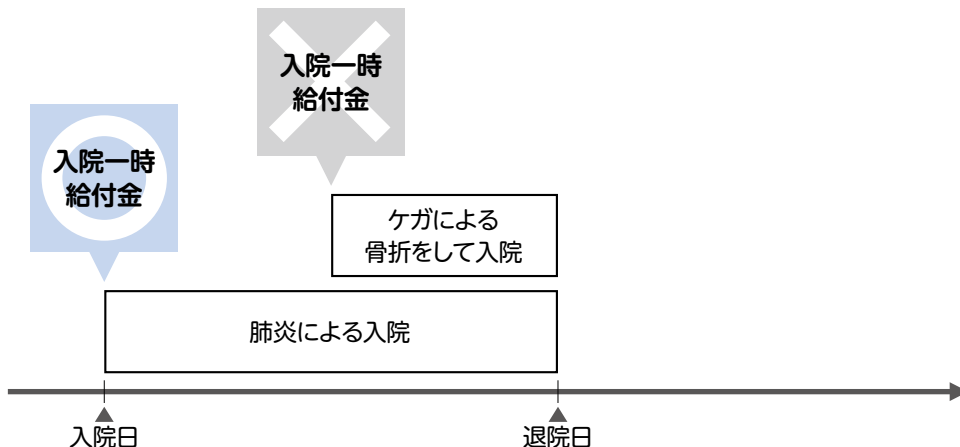 入院一時
給付金
入院一時
給付金
ケガによる
骨折をして入院
肺炎による入院
入院日
退院日